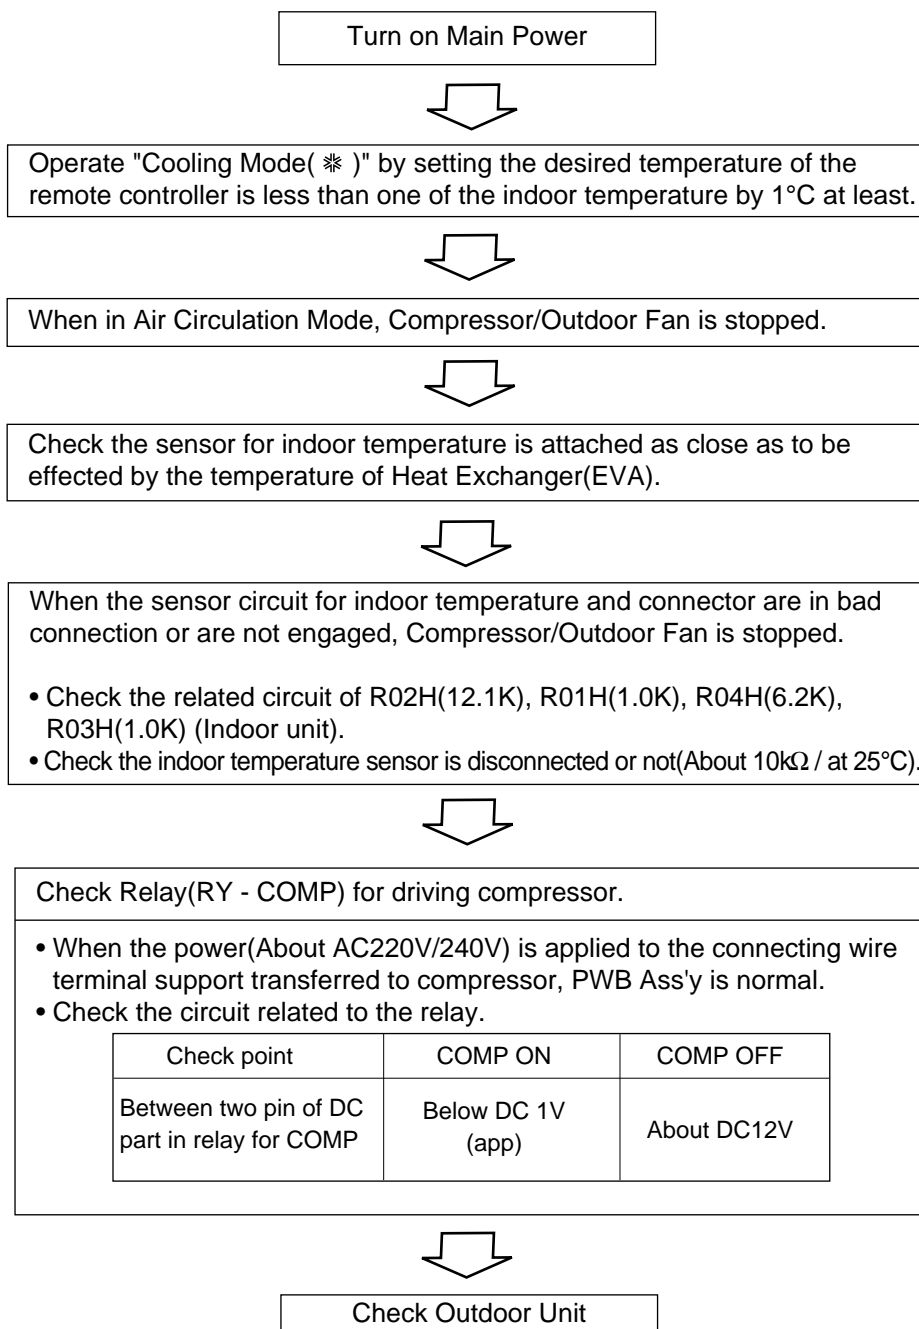 Turn on Main Power
Operate "Cooling Mode( ❋ )" by setting the desired temperature of the
remote controller is less than one of the indoor temperature by 1°C at least.
When in Air Circulation Mode, Compressor/Outdoor Fan is stopped.
Check the sensor for indoor temperature is attached as close as to be
effected by the temperature of Heat Exchanger(EVA).
When the sensor circuit for indoor temperature and connector are in bad
connection or are not engaged, Compressor/Outdoor Fan is stopped.
• Check the related circuit of R02H(12.1K), R01H(1.0K), R04H(6.2K),
R03H(1.0K) (Indoor unit).
• Check the indoor temperature sensor is disconnected or not(About 10kΩ / at 25°C).
Check Relay(RY - COMP) for driving compressor.
• When the power(About AC220V/240V) is applied to the connecting wire
terminal support transferred to compressor, PWB Ass'y is normal.
• Check the circuit related to the relay.
Check point COMP ON COMP OFF
Between two pin of DC
part in relay for COMP
Below DC 1V
(app)
About DC12V
Check Outdoor Unit